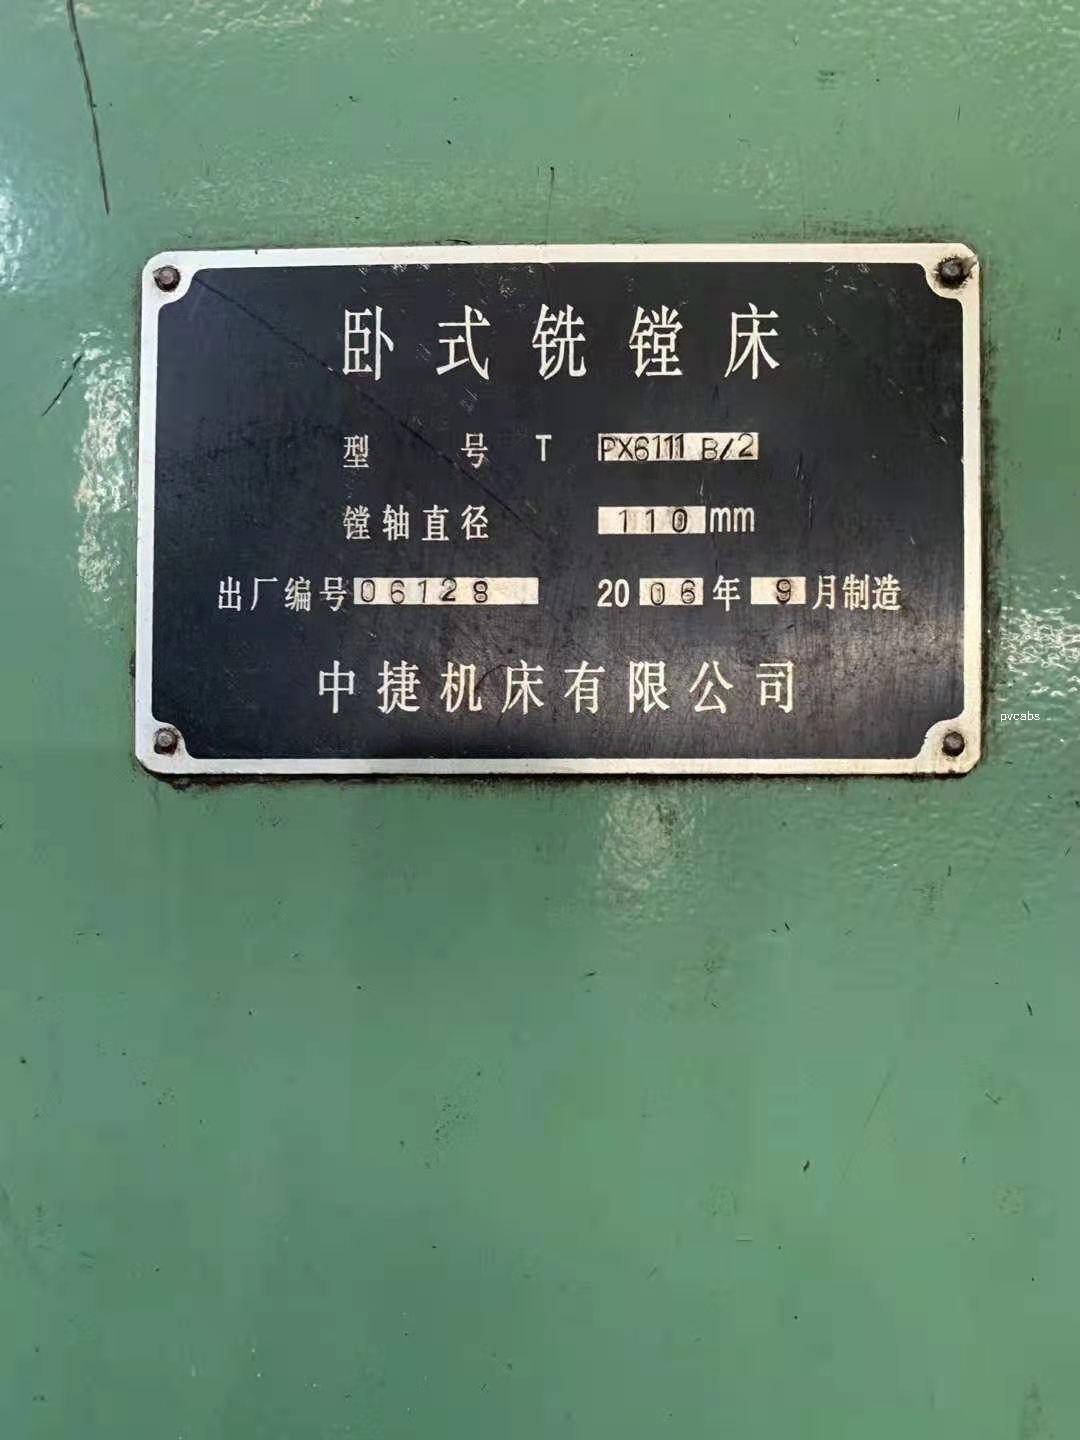 卧式铣镗床
型号 T PX6111 B/2
镗轴直径 110 mm
出厂编号 06128 2006年9月制造
中捷机床有限公司
pvcabs